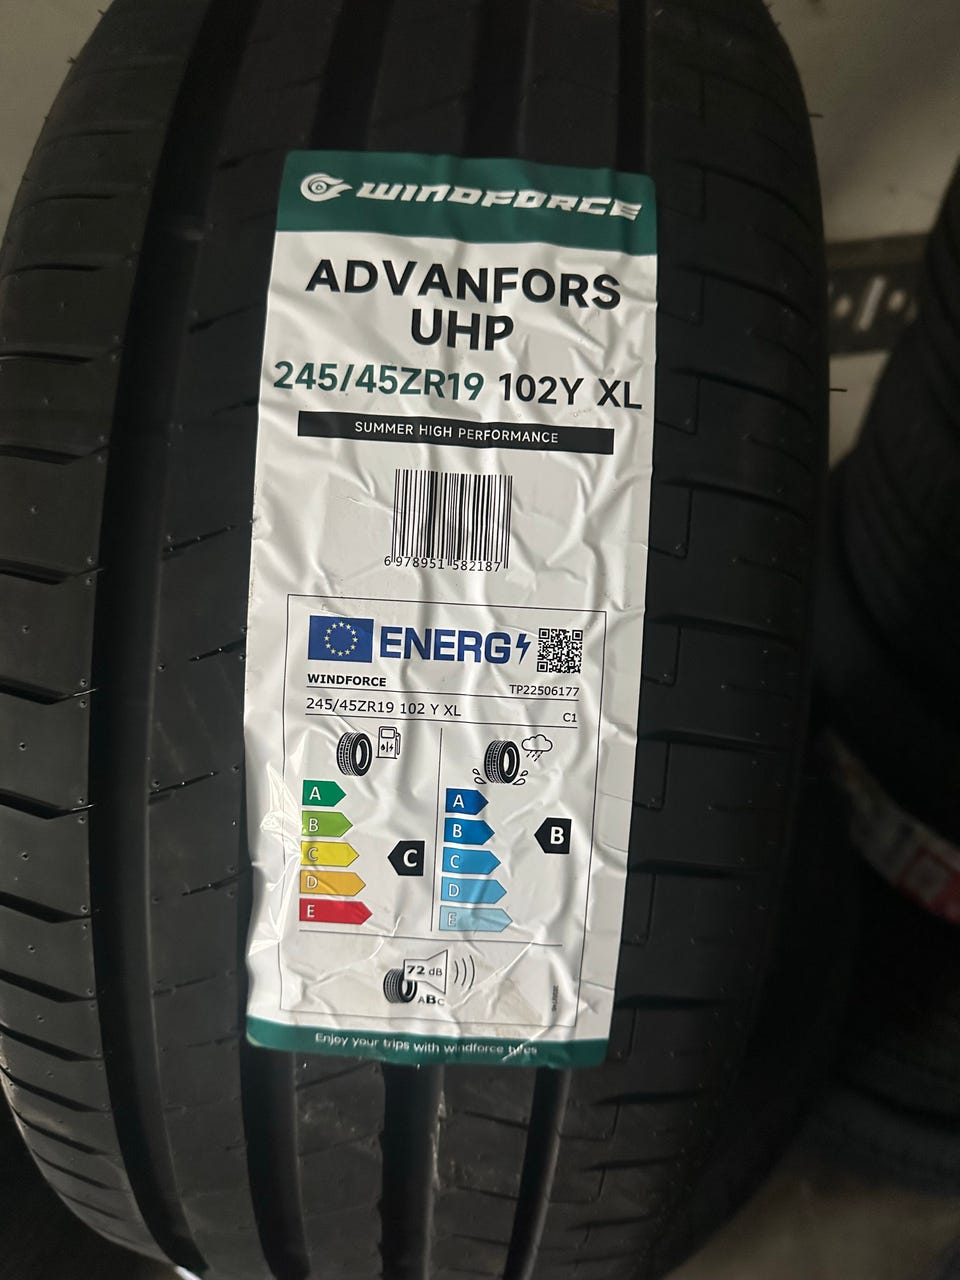 WINDFORCE
ADVANFORS
UHP
245/45ZR19 102Y XL
SUMMER HIGH PERFORMANCE
6 978951 582187
ENERG
WINDFORCE TP22506177
245/45ZR19 102 Y XL C1
A A
B B B
C C C
D D
E E
72 dB
ABC
Enjoy your trips with windforce tyres